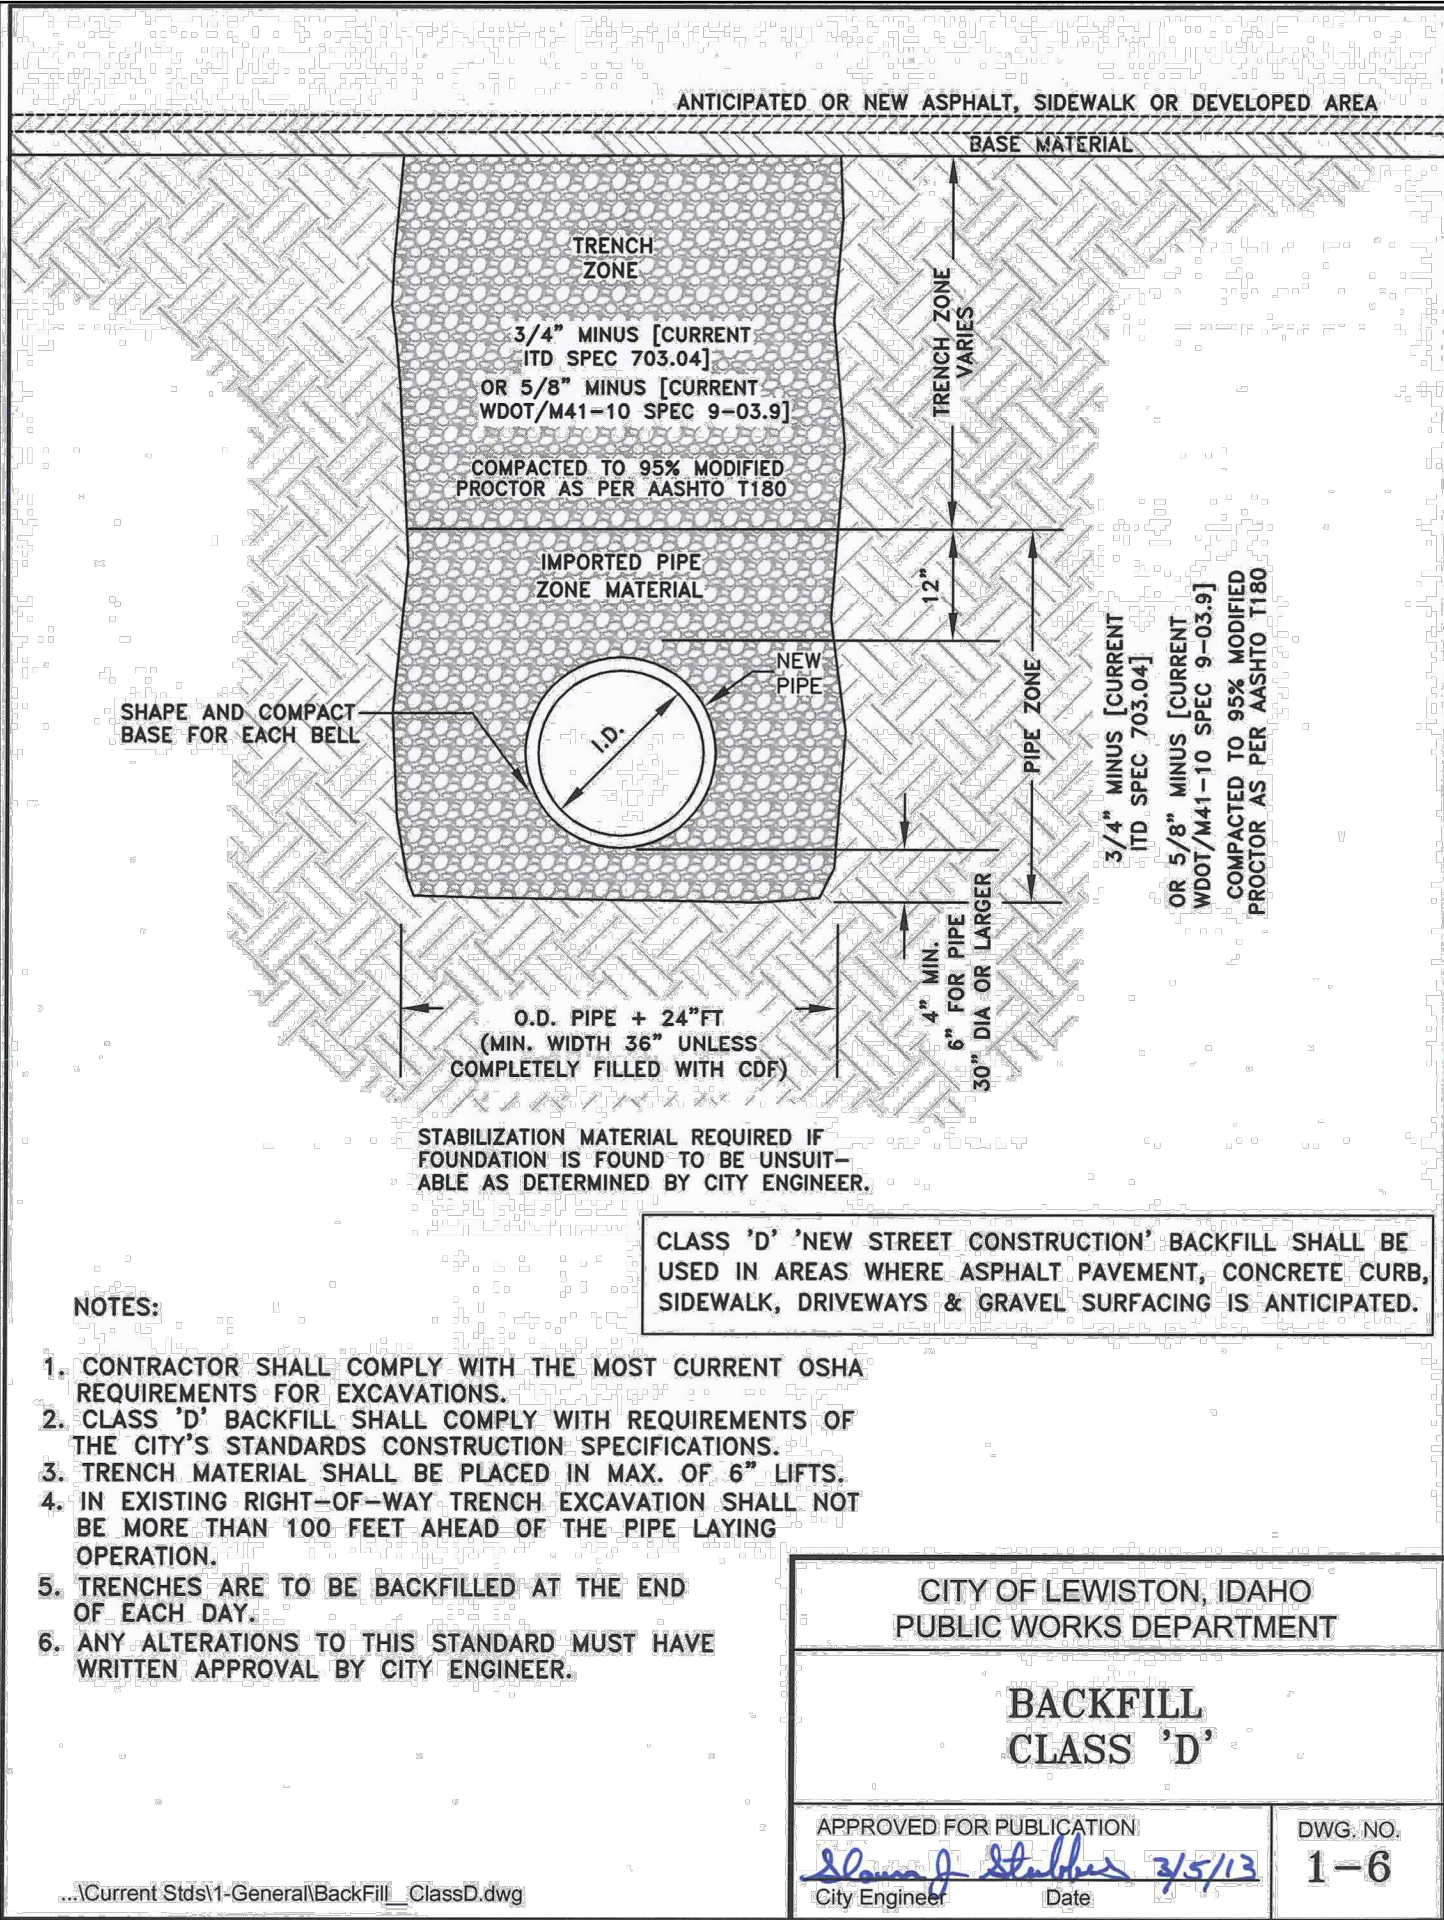 ANTICIPATED OR NEW ASPHALT, SIDEWALK OR DEVELOPED AREA
BASE MATERIAL
TRENCH
ZONE
3/4" MINUS [CURRENT
ITD SPEC 703.04]
OR 5/8" MINUS [CURRENT
WDOT/M41-10 SPEC 9-03.9]
COMPACTED TO 95% MODIFIED
PROCTOR AS PER AASHTO T180
TRENCH ZONE
VARIES
IMPORTED PIPE
ZONE MATERIAL
12"
NEW
PIPE
I.D.
SHAPE AND COMPACT
BASE FOR EACH BELL
PIPE ZONE
3/4" MINUS [CURRENT
ITD SPEC 703.04]
OR 5/8" MINUS [CURRENT
WDOT/M41-10 SPEC 9-03.9]
COMPACTED TO 95% MODIFIED
PROCTOR AS PER AASHTO T180
4" MIN.
6" FOR PIPE
30" DIA OR LARGER
O.D. PIPE + 24"FT
(MIN. WIDTH 36" UNLESS
COMPLETELY FILLED WITH CDF)
STABILIZATION MATERIAL REQUIRED IF
FOUNDATION IS FOUND TO BE UNSUIT-
ABLE AS DETERMINED BY CITY ENGINEER.
CLASS 'D' 'NEW STREET CONSTRUCTION' BACKFILL SHALL BE
USED IN AREAS WHERE ASPHALT PAVEMENT, CONCRETE CURB,
SIDEWALK, DRIVEWAYS & GRAVEL SURFACING IS ANTICIPATED.
NOTES:
1. CONTRACTOR SHALL COMPLY WITH THE MOST CURRENT OSHA
REQUIREMENTS FOR EXCAVATIONS.
2. CLASS 'D' BACKFILL SHALL COMPLY WITH REQUIREMENTS OF
THE CITY'S STANDARDS CONSTRUCTION SPECIFICATIONS.
3. TRENCH MATERIAL SHALL BE PLACED IN MAX. OF 6" LIFTS.
4. IN EXISTING RIGHT-OF-WAY TRENCH EXCAVATION SHALL NOT
BE MORE THAN 100 FEET AHEAD OF THE PIPE LAYING
OPERATION.
5. TRENCHES ARE TO BE BACKFILLED AT THE END
OF EACH DAY.
6. ANY ALTERATIONS TO THIS STANDARD MUST HAVE
WRITTEN APPROVAL BY CITY ENGINEER.
CITY OF LEWISTON, IDAHO
PUBLIC WORKS DEPARTMENT
BACKFILL
CLASS 'D'
APPROVED FOR PUBLICATION
3/5/13
City Engineer Date
DWG. NO.
1-6
...\Current Stds\1-General\BackFill__ClassD.dwg